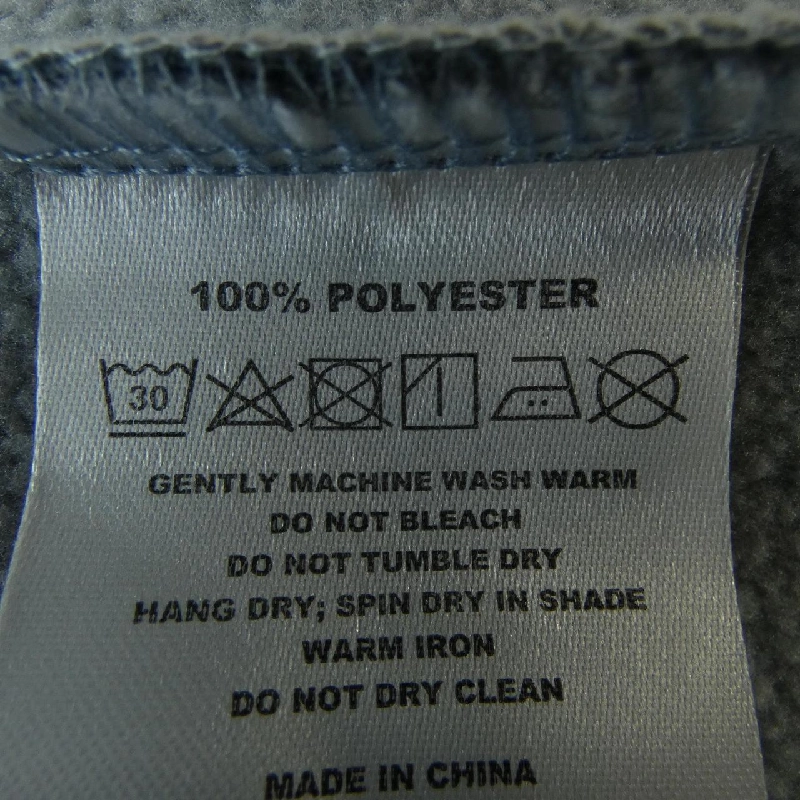 100% POLYESTER
30
GENTLY MACHINE WASH WARM
DO NOT BLEACH
DO NOT TUMBLE DRY
HANG DRY; SPIN DRY IN SHADE
WARM IRON
DO NOT DRY CLEAN
MADE IN CHINA